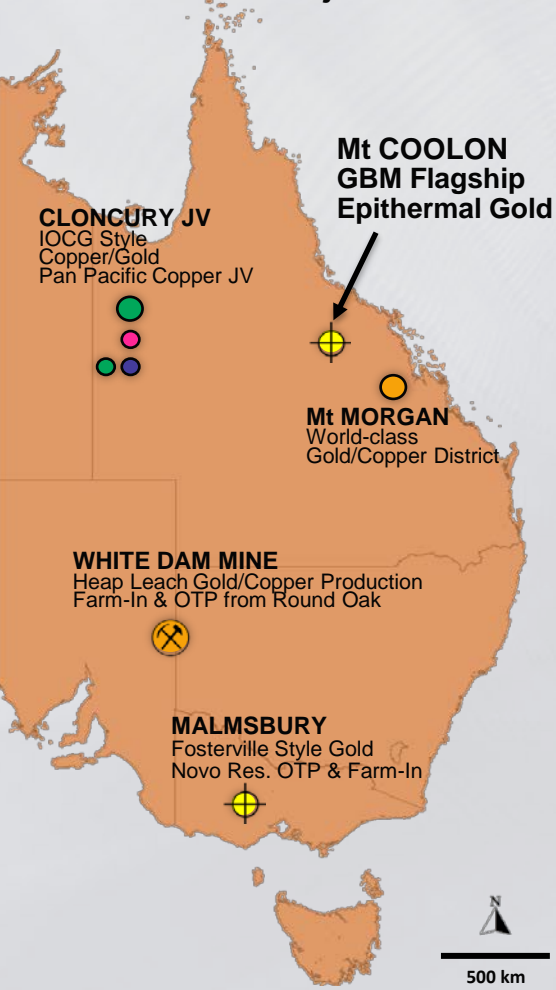 Mt COOLON
GBM Flagship
Epithermal Gold
CLONCURY JV
IOCG Style
Copper/Gold
Pan Pacific Copper JV
Mt MORGAN
World-class
Gold/Copper District
WHITE DAM MINE
Heap Leach Gold/Copper Production
Farm-In & OTP from Round Oak
MALMSBURY
Fosterville Style Gold
Novo Res. OTP & Farm-In
N
500 km